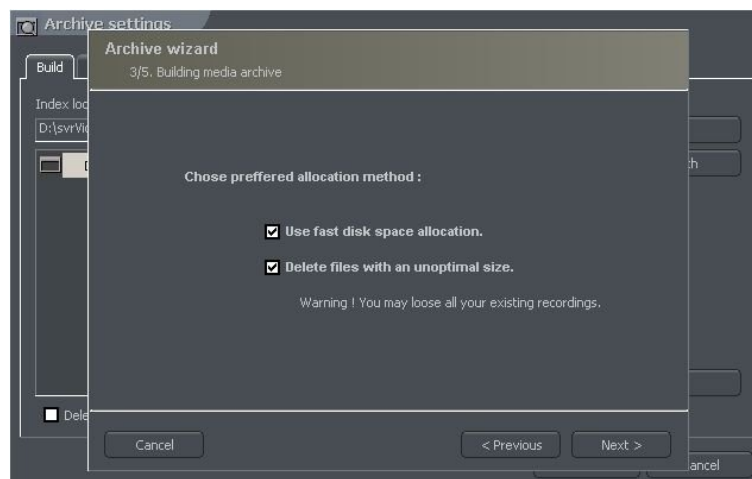 Archive settings
Archive wizard
3/5. Building media archive
Build
Index loc
D:\svrVi
Chose preffered allocation method :
Use fast disk space allocation.
Delete files with an unoptimal size.
Warning ! You may loose all your existing recordings.
Dele
Cancel
< Previous
Next >
ancel